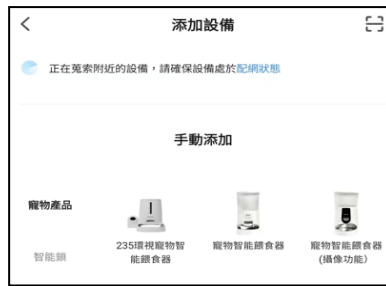 添加設備
正在蒐索附近的設備，請確保設備處於配網狀態
手動添加
寵物產品
智能鎖
235環視寵物智
能餵食器
寵物智能餵食器
寵物智能餵食器
(攝像功能)